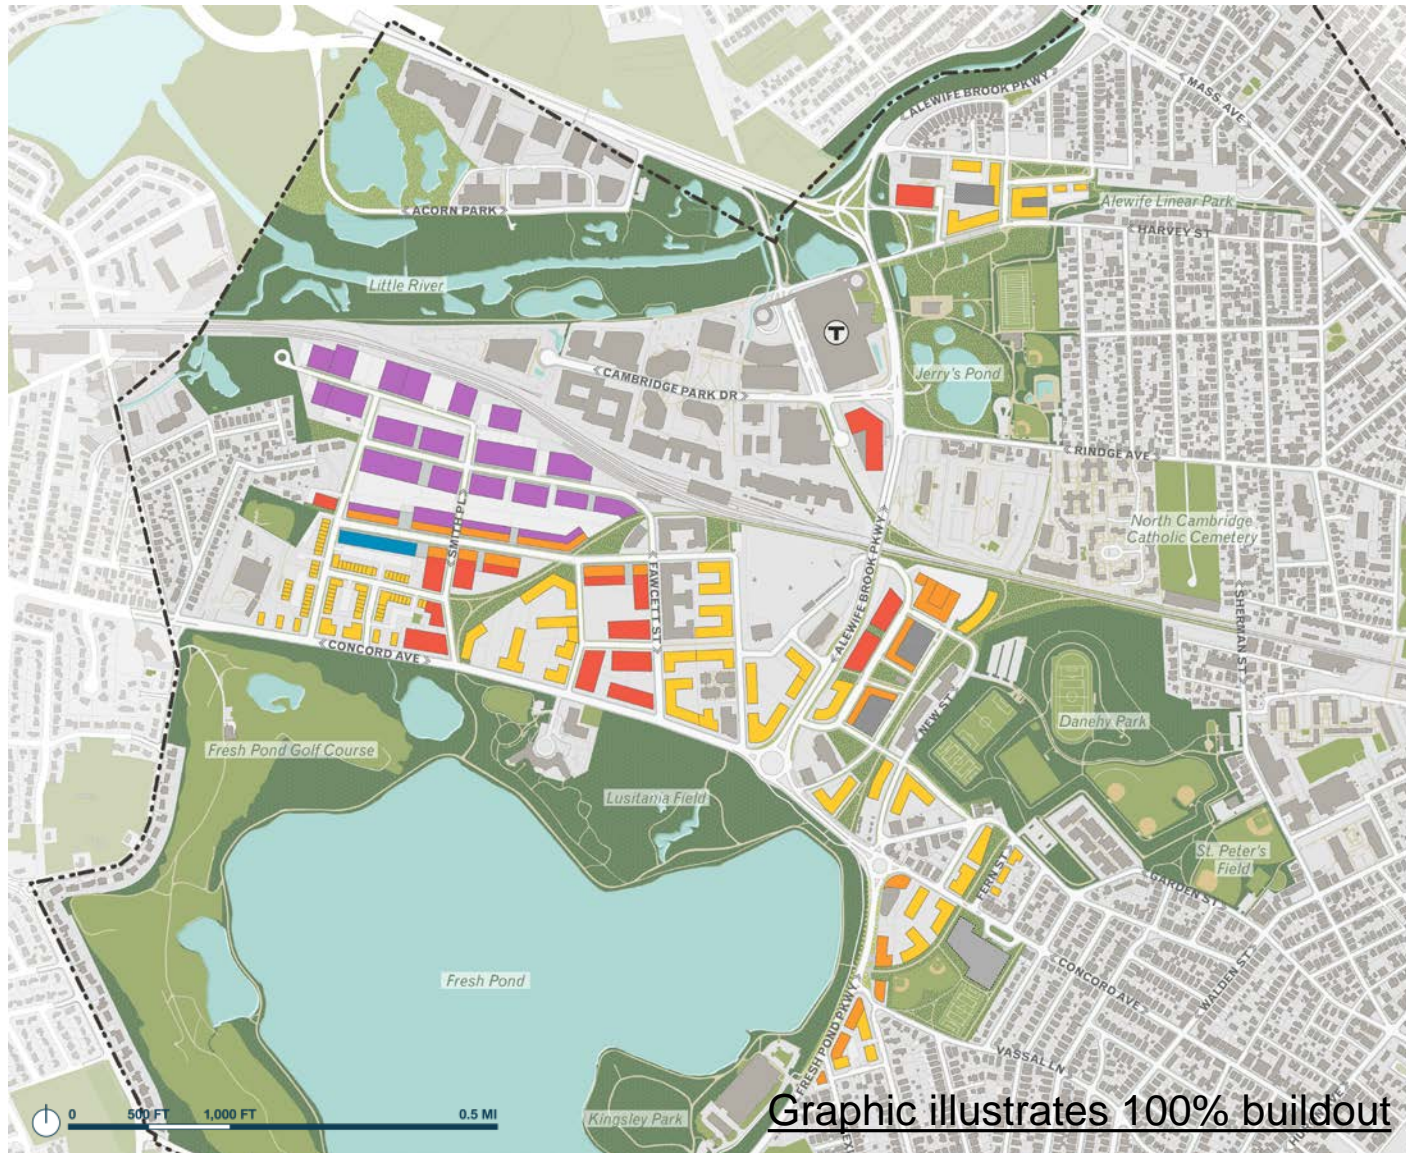 ALEWIFE BROOK PKWY
MASS AVE
ACORN PARK
Alewife Linear Park
HARVEY ST
Little River
T
CAMBRIDGE PARK DR
Jerry's Pond
RINDGE AVE
SMITH PL
North Cambridge
Catholic Cemetery
ALEWIFE BROOK PKWY
FAWCETT ST
SHERMAN ST
CONCORD AVE
NEW ST
Danehy Park
Fresh Pond Golf Course
Lusitania Field
St. Peter's
Field
FERN ST
GARDEN ST
Fresh Pond
CONCORD AVE
WALDEN ST
FRESH POND PKWY
VASSAL LN
0 500 FT 1,000 FT 0.5 MI
Kingsley Park
Graphic illustrates 100% buildout